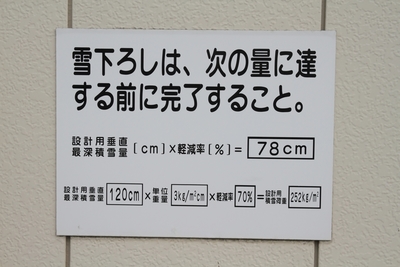 雪下ろしは、次の量に達
する前に完了すること。
設計用垂直
最深積雪量 [cm]×軽減率[%]= 78cm
設計用垂直
最深積雪量 120cm ×単位重量 3kg/m²cm ×軽減率 70% =設計用積雪荷重 252kg/m²